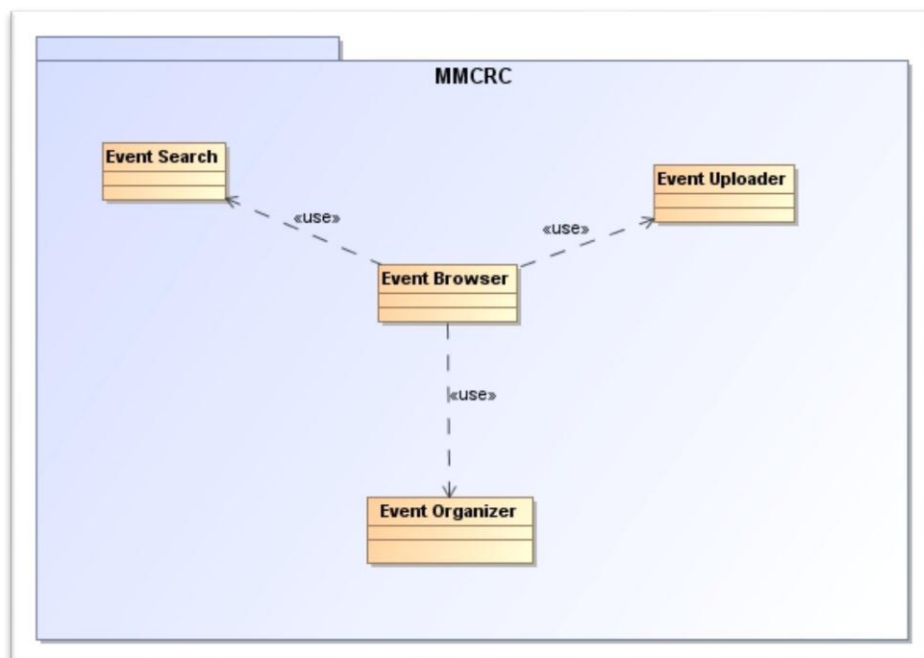 MMCRC
Event Search
Event Uploader
«use»
«use»
Event Browser
«use»
Event Organizer